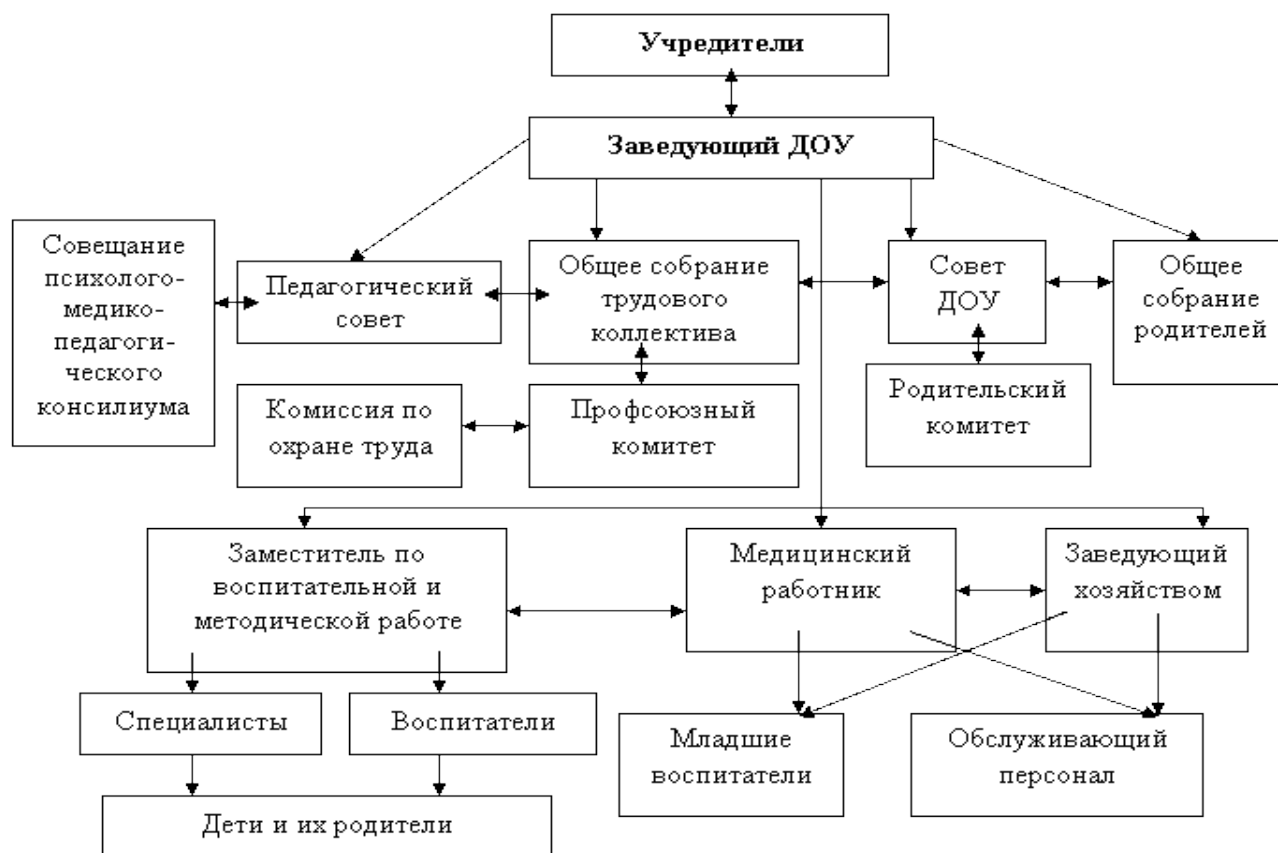 Учредители
Заведующий ДОУ
Совещание
психолого-
медико-
педагоги-
ческого
консилиума
Педагогический
совет
Общее собрание
трудового
коллектива
Совет
ДОУ
Общее
собрание
родителей
Комиссия по
охране труда
Профсоюзный
комитет
Родительский
комитет
Заместитель по
воспитательной и
методической работе
Медицинский
работник
Заведующий
хозяйством
Специалисты
Воспитатели
Младшие
воспитатели
Обслуживающий
персонал
Дети и их родители